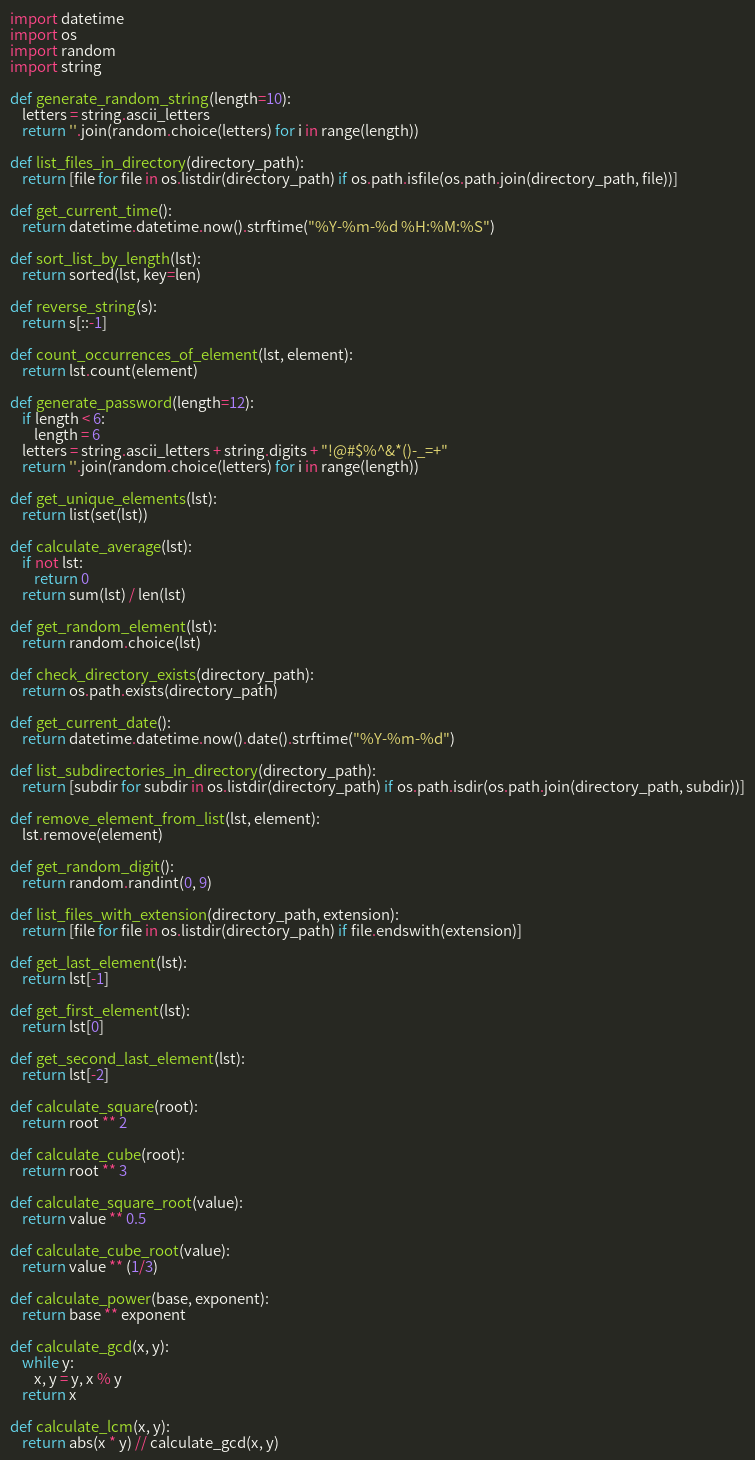 import datetime
import os
import random
import string

def generate_random_string(length=10):
    letters = string.ascii_letters
    return ''.join(random.choice(letters) for i in range(length))

def list_files_in_directory(directory_path):
    return [file for file in os.listdir(directory_path) if os.path.isfile(os.path.join(directory_path, file))]

def get_current_time():
    return datetime.datetime.now().strftime("%Y-%m-%d %H:%M:%S")

def sort_list_by_length(lst):
    return sorted(lst, key=len)

def reverse_string(s):
    return s[::-1]

def count_occurrences_of_element(lst, element):
    return lst.count(element)

def generate_password(length=12):
    if length < 6:
        length = 6
    letters = string.ascii_letters + string.digits + "!@#$%^&*()-_=+"
    return ''.join(random.choice(letters) for i in range(length))

def get_unique_elements(lst):
    return list(set(lst))

def calculate_average(lst):
    if not lst:
        return 0
    return sum(lst) / len(lst)

def get_random_element(lst):
    return random.choice(lst)

def check_directory_exists(directory_path):
    return os.path.exists(directory_path)

def get_current_date():
    return datetime.datetime.now().date().strftime("%Y-%m-%d")

def list_subdirectories_in_directory(directory_path):
    return [subdir for subdir in os.listdir(directory_path) if os.path.isdir(os.path.join(directory_path, subdir))]

def remove_element_from_list(lst, element):
    lst.remove(element)

def get_random_digit():
    return random.randint(0, 9)

def list_files_with_extension(directory_path, extension):
    return [file for file in os.listdir(directory_path) if file.endswith(extension)]

def get_last_element(lst):
    return lst[-1]

def get_first_element(lst):
    return lst[0]

def get_second_last_element(lst):
    return lst[-2]

def calculate_square(root):
    return root ** 2

def calculate_cube(root):
    return root ** 3

def calculate_square_root(value):
    return value ** 0.5

def calculate_cube_root(value):
    return value ** (1/3)

def calculate_power(base, exponent):
    return base ** exponent

def calculate_gcd(x, y):
    while y:
        x, y = y, x % y
    return x

def calculate_lcm(x, y):
    return abs(x * y) // calculate_gcd(x, y)